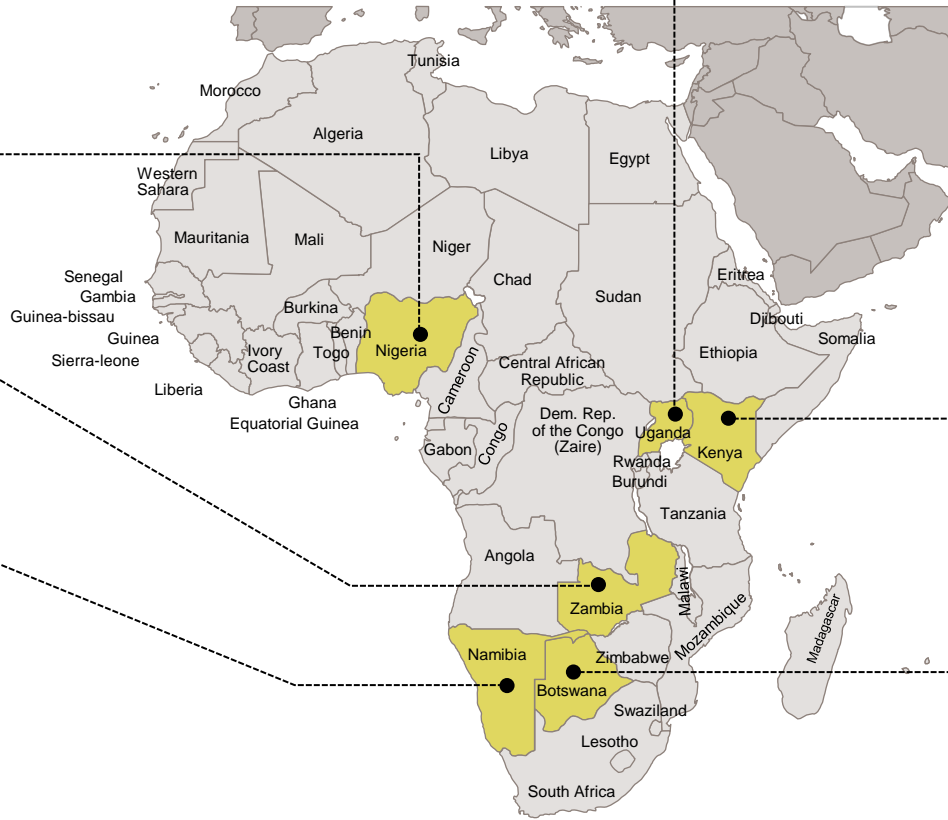 Tunisia
Morocco
Algeria
Libya
Egypt
Western
Sahara
Mauritania
Mali
Niger
Chad
Sudan
Eritrea
Senegal
Gambia
Guinea-bissau
Burkina
Djibouti
Guinea
Benin
Somalia
Sierra-leone
Ivory
Coast
Togo
Nigeria
Ethiopia
Cameroon
Central African
Republic
Liberia
Ghana
Equatorial Guinea
Dem. Rep.
of the Congo
(Zaire)
Uganda
Kenya
Gabon
Congo
Rwanda
Burundi
Tanzania
Angola
Malawi
Zambia
Mozambique
Madagascar
Namibia
Zimbabwe
Botswana
Swaziland
Lesotho
South Africa